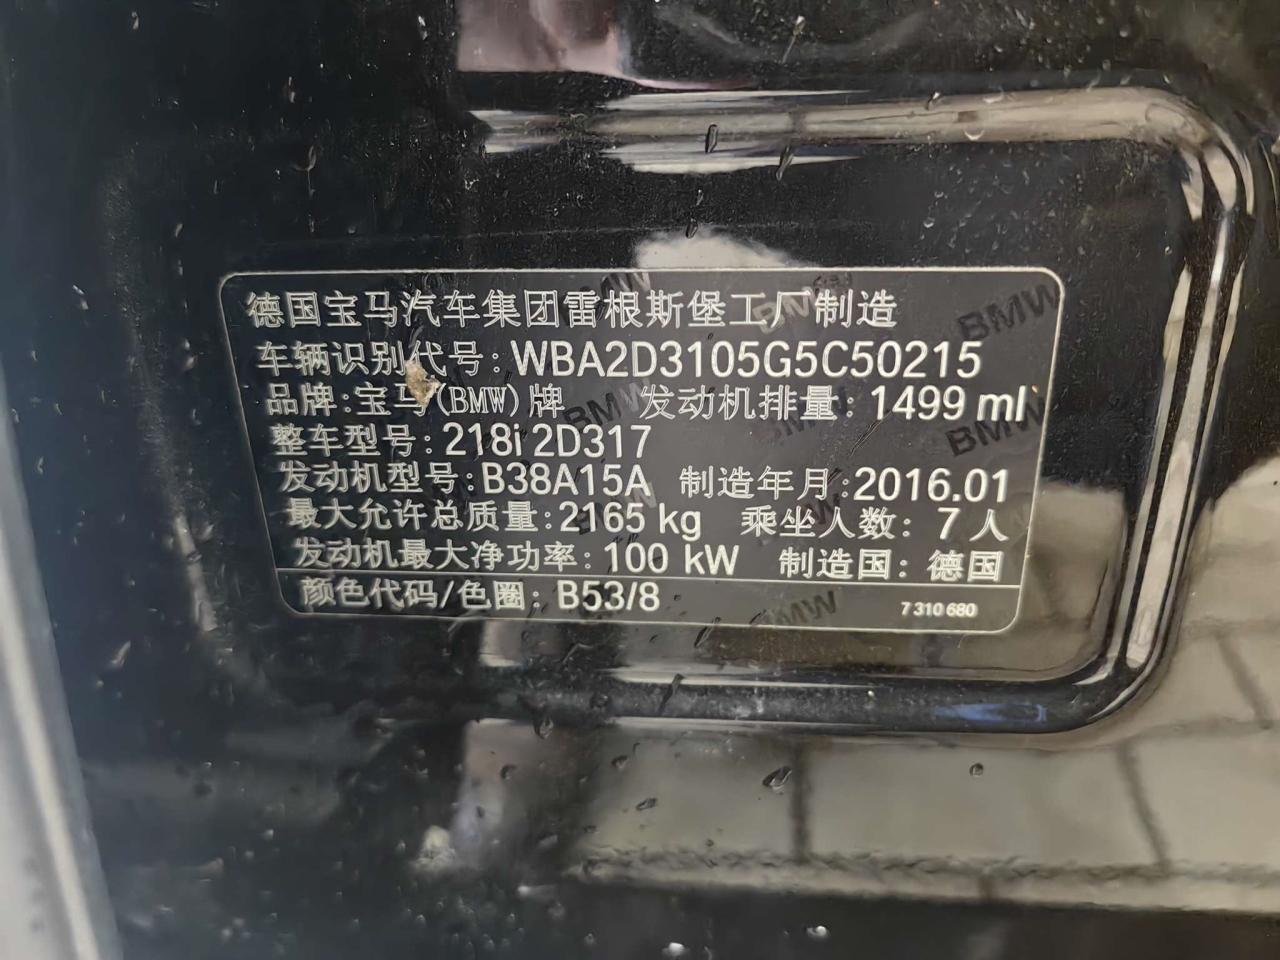 德国宝马汽车集团雷根斯堡工厂制造
车辆识别代号: WBA2D3105G5C50215
品牌:宝马(BMW)牌 发动机排量: 1499 ml
整车型号: 218i 2D317
发动机型号: B38A15A 制造年月:2016.01
最大允许总质量:2165 kg 乘坐人数: 7人
发动机最大净功率: 100 kW 制造国: 德国
颜色代码/色圈: B53/8 7 310 680
BMW
BMW
BMW
BMW